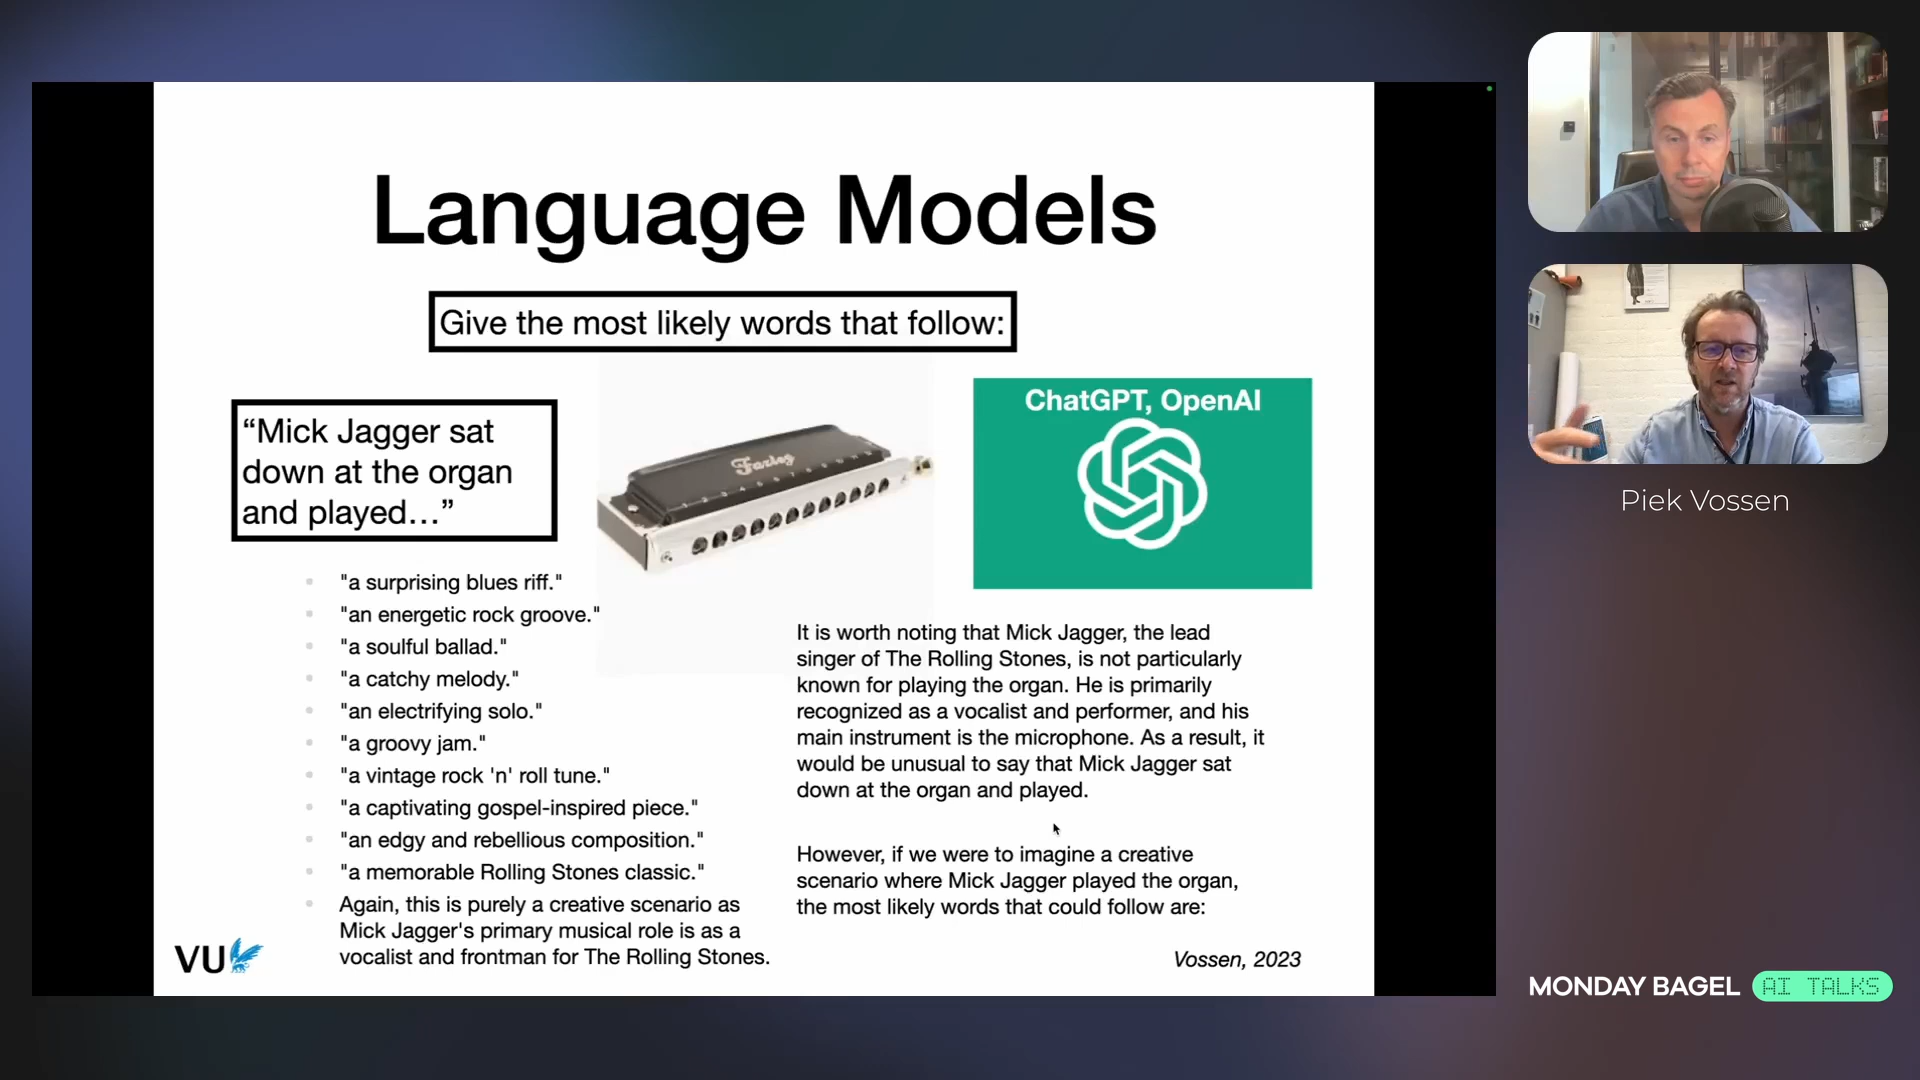 Language Models
Give the most likely words that follow:
“Mick Jagger sat
down at the organ
and played…”
ChatGPT, OpenAI
"a surprising blues riff."
"an energetic rock groove."
"a soulful ballad."
"a catchy melody."
"an electrifying solo."
"a groovy jam."
"a vintage rock 'n' roll tune."
"a captivating gospel-inspired piece."
"an edgy and rebellious composition."
"a memorable Rolling Stones classic."
Again, this is purely a creative scenario as
Mick Jagger's primary musical role is as a
vocalist and frontman for The Rolling Stones.
It is worth noting that Mick Jagger, the lead
singer of The Rolling Stones, is not particularly
known for playing the organ. He is primarily
recognized as a vocalist and performer, and his
main instrument is the microphone. As a result, it
would be unusual to say that Mick Jagger sat
down at the organ and played.
However, if we were to imagine a creative
scenario where Mick Jagger played the organ,
the most likely words that could follow are:
VU
Vossen, 2023
Piek Vossen
MONDAY BAGEL AI TALKS